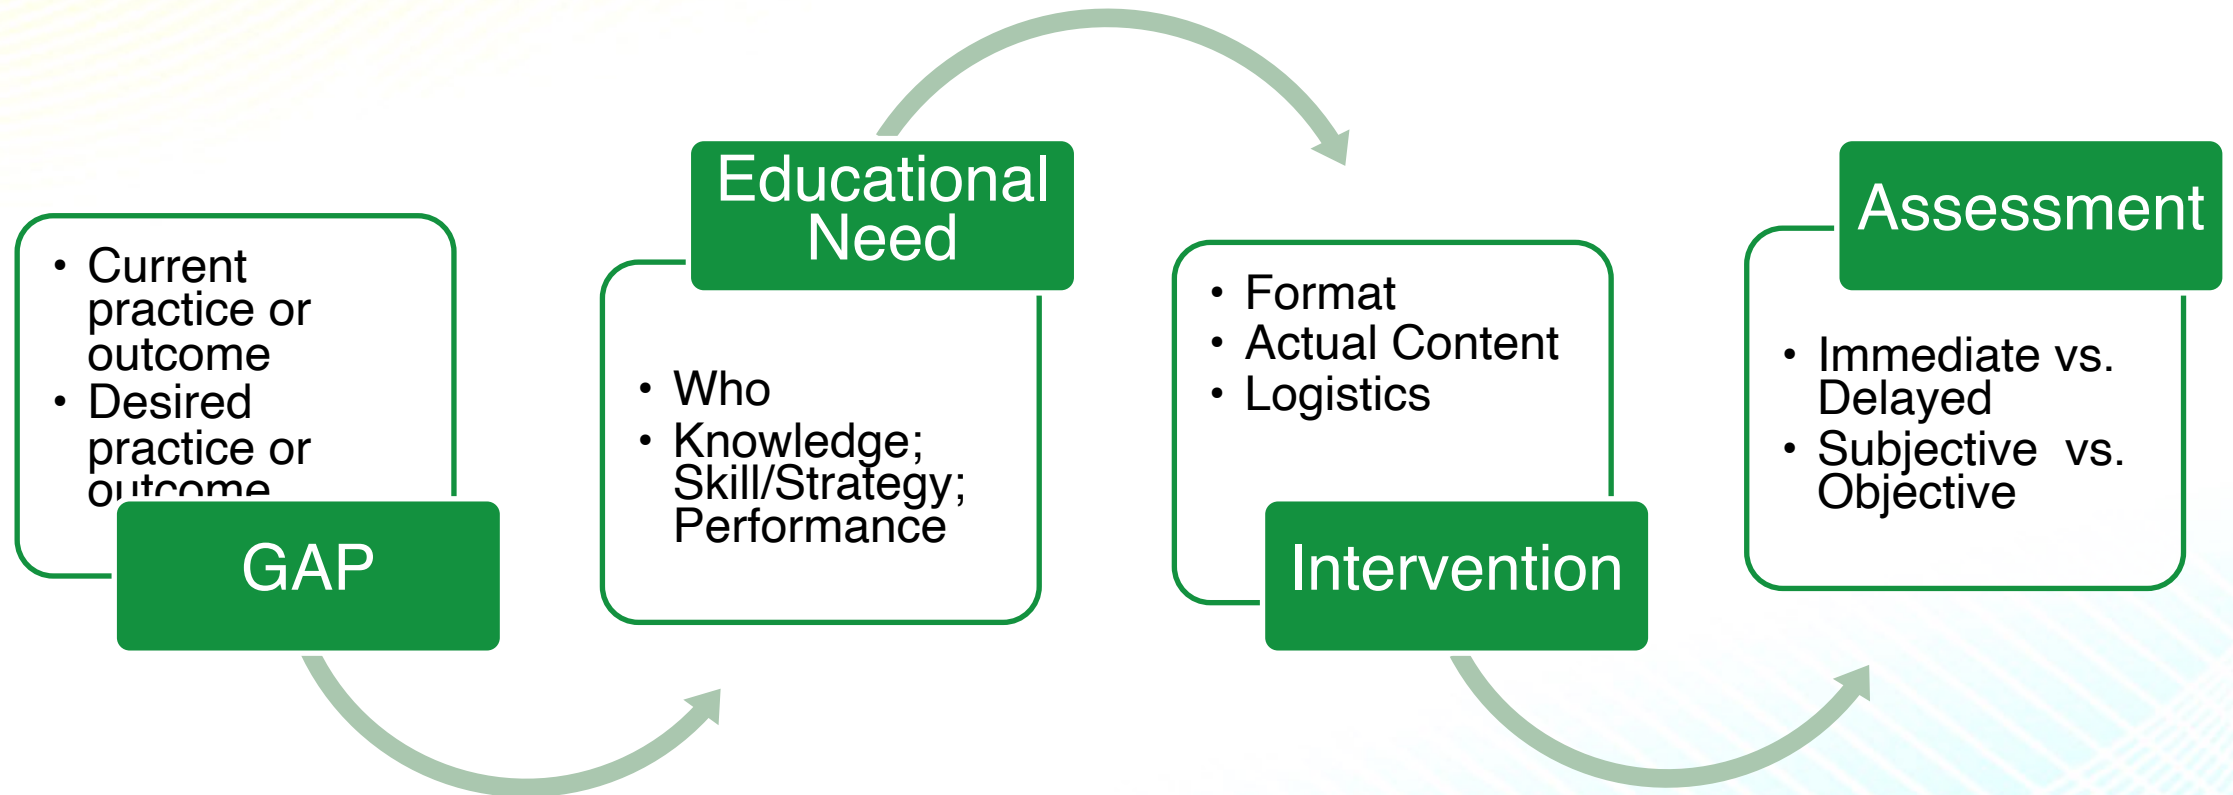 • Current
practice or
outcome
• Desired
practice or
outcome
GAP
Educational
Need
• Who
• Knowledge;
Skill/Strategy;
Performance
• Format
• Actual Content
• Logistics
Intervention
Assessment
• Immediate vs.
Delayed
• Subjective  vs.
Objective